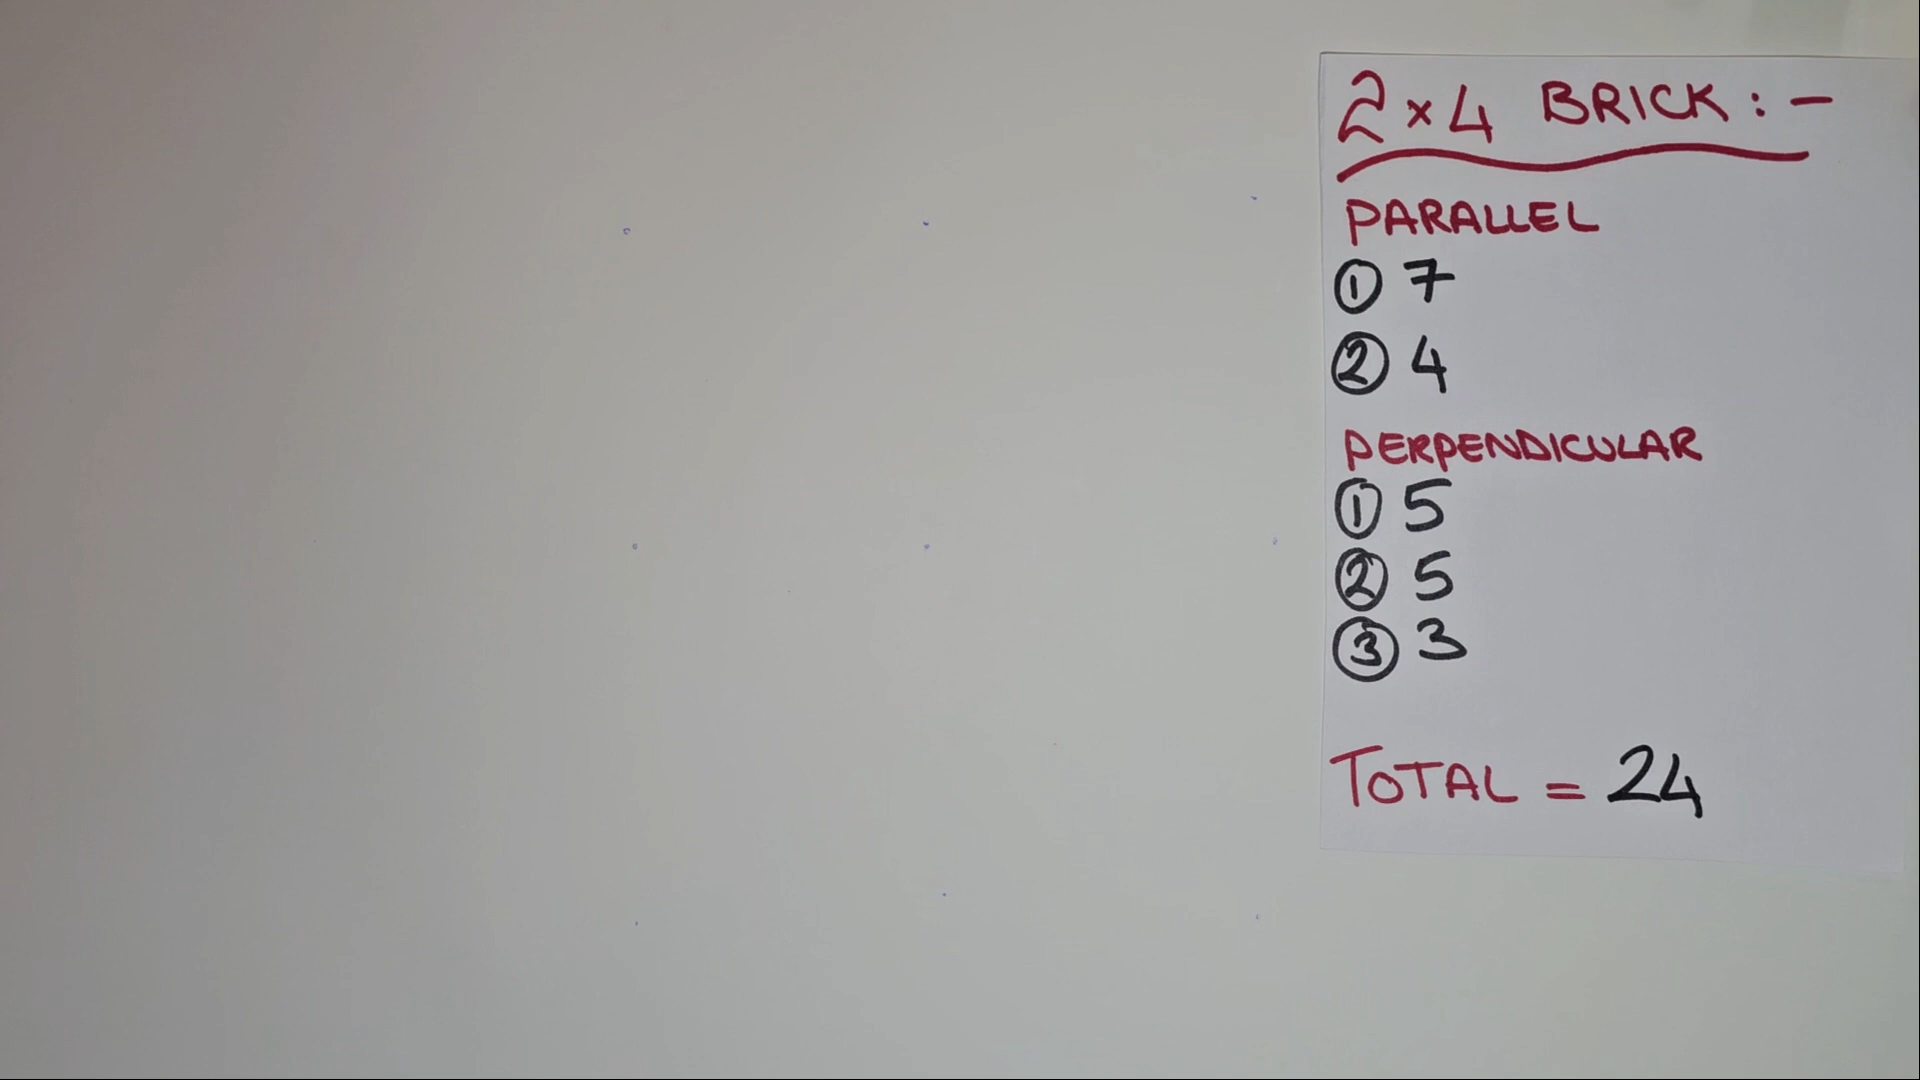 2 × 4 BRICK : -
PARALLEL
① 7
② 4
PERPENDICULAR
① 5
② 5
③ 3
TOTAL = 24